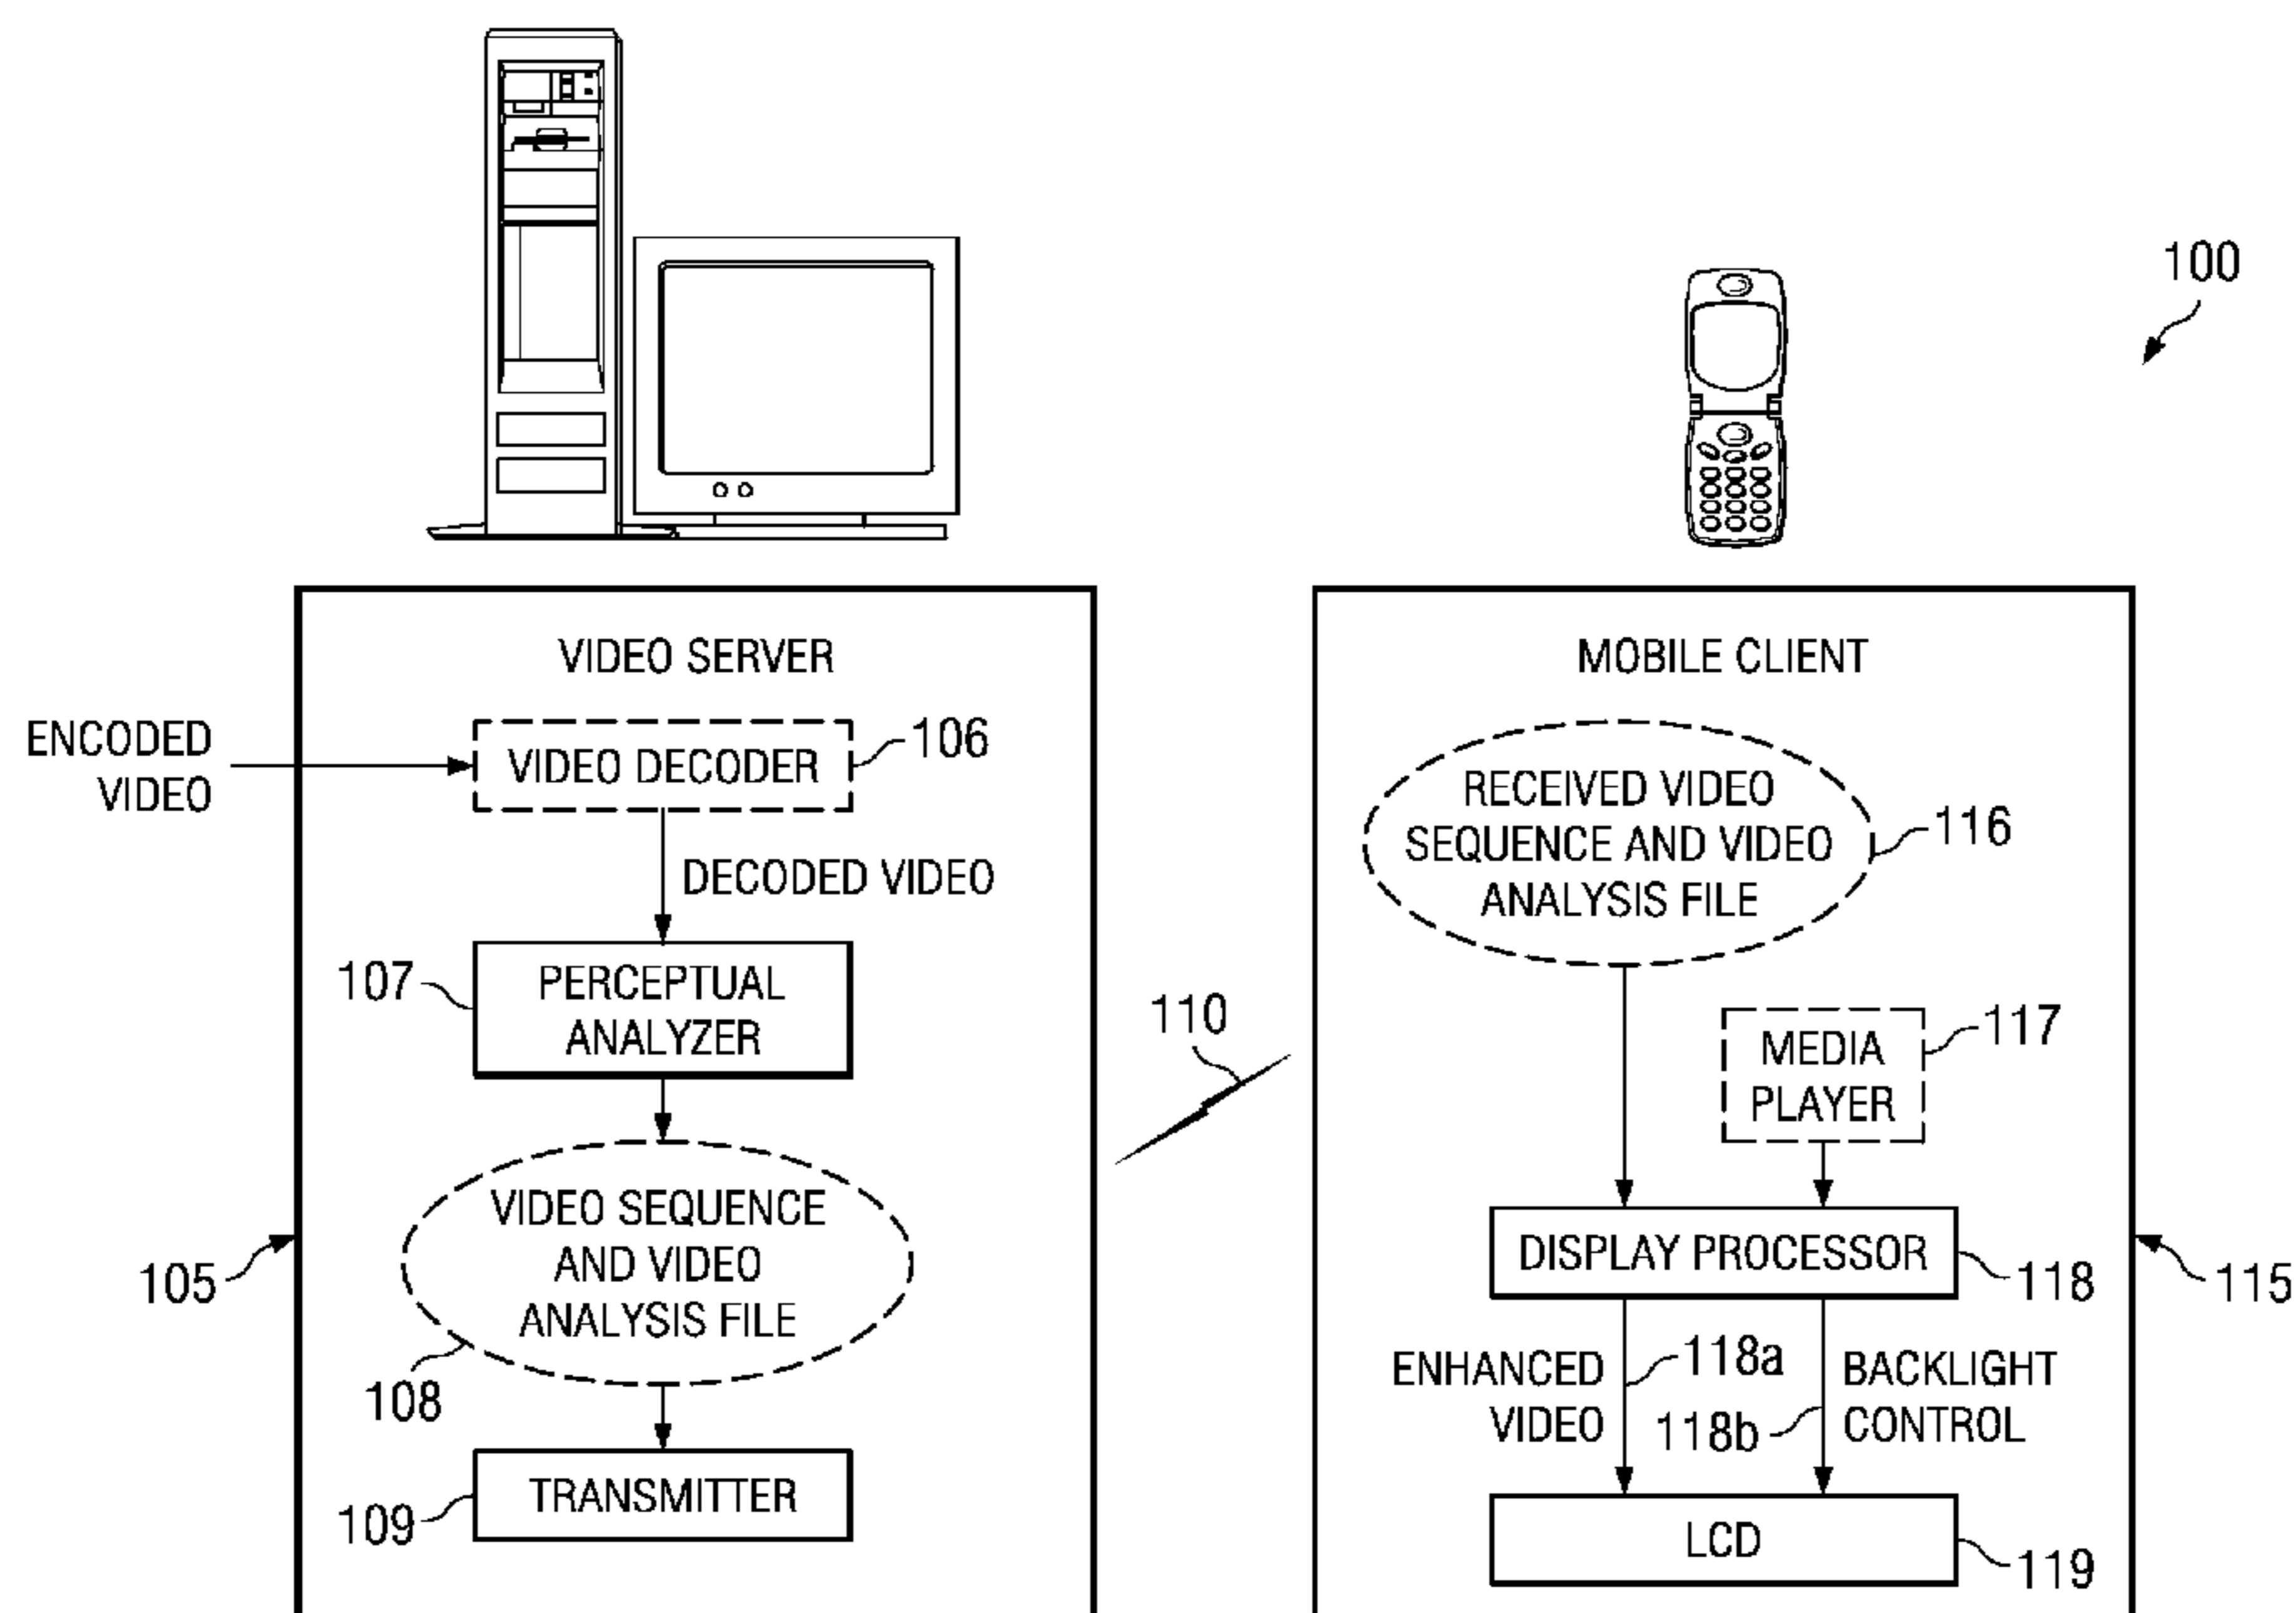 100
VIDEO SERVER
ENCODED
VIDEO
VIDEO DECODER
106
DECODED VIDEO
107
PERCEPTUAL
ANALYZER
VIDEO SEQUENCE
AND VIDEO
ANALYSIS FILE
105
108
TRANSMITTER
109
110
MOBILE CLIENT
RECEIVED VIDEO
SEQUENCE AND VIDEO
ANALYSIS FILE
116
MEDIA
PLAYER
117
DISPLAY PROCESSOR
118
115
ENHANCED
VIDEO
118a
118b
BACKLIGHT
CONTROL
LCD
119